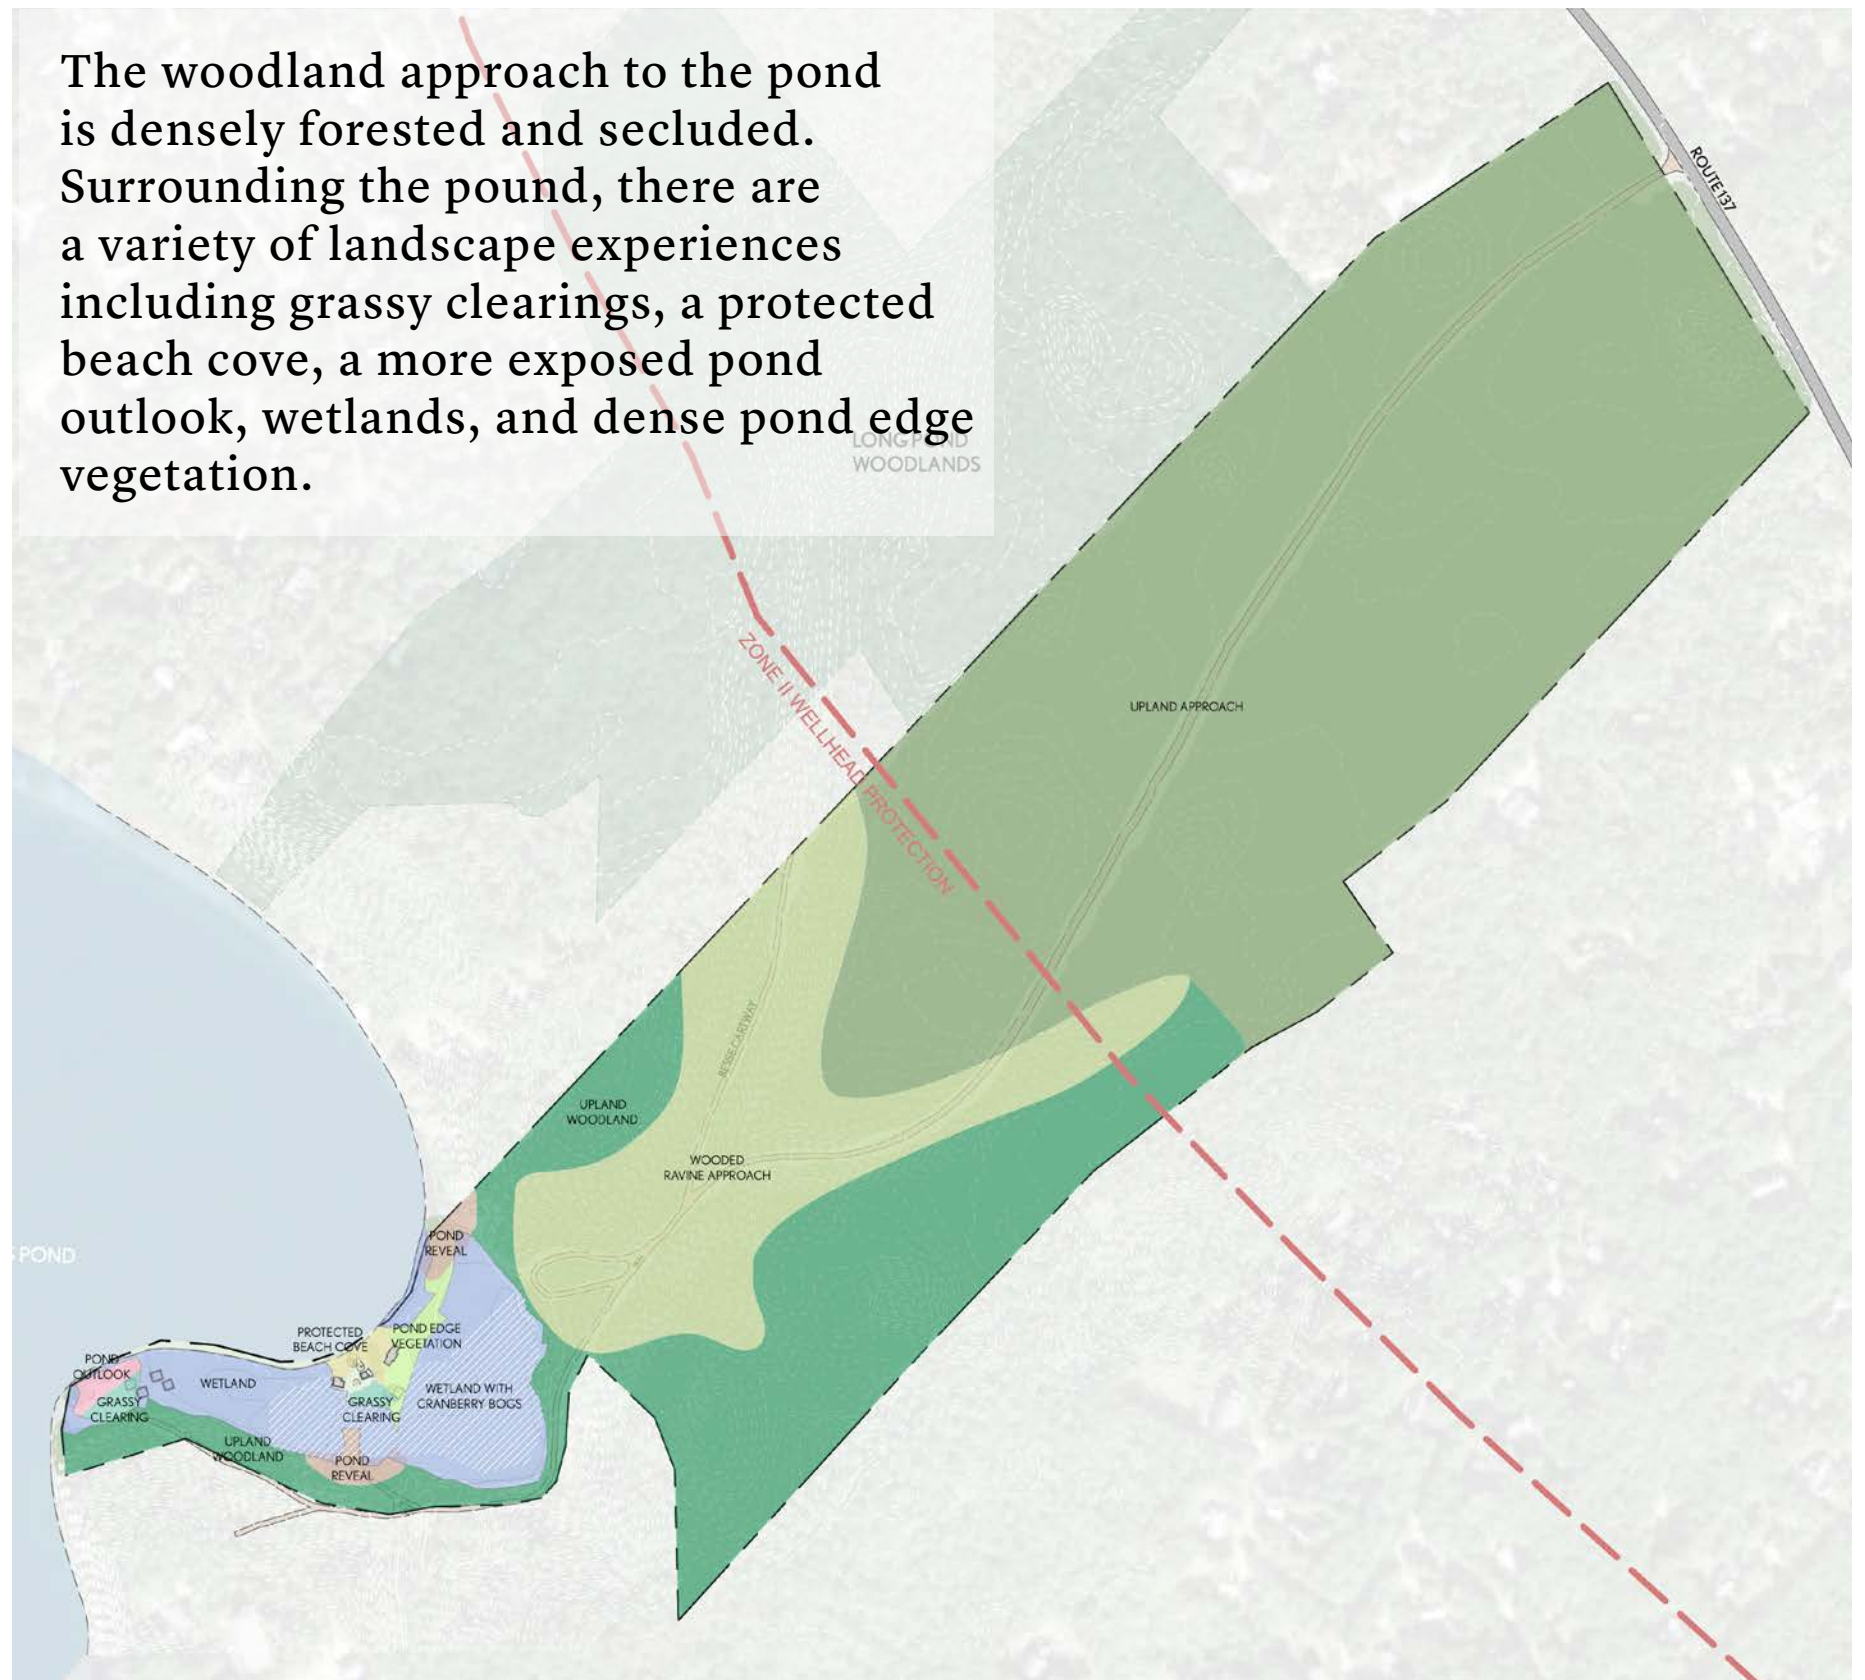 The woodland approach to the pond
is densely forested and secluded.
Surrounding the pound, there are
a variety of landscape experiences
including grassy clearings, a protected
beach cove, a more exposed pond
outlook, wetlands, and dense pond edge
vegetation.
ROUTE 137
LONG POND
WOODLANDS
ZONE II WELLHEAD PROTECTION
UPLAND APPROACH
BESSE CARTWAY
UPLAND
WOODLAND
WOODED
RAVINE APPROACH
POND
REVEAL
POND
PROTECTED
BEACH COVE
POND EDGE
VEGETATION
POND
OUTLOOK
WETLAND
GRASSY
CLEARING
GRASSY
CLEARING
WETLAND WITH
CRANBERRY BOGS
UPLAND
WOODLAND
POND
REVEAL